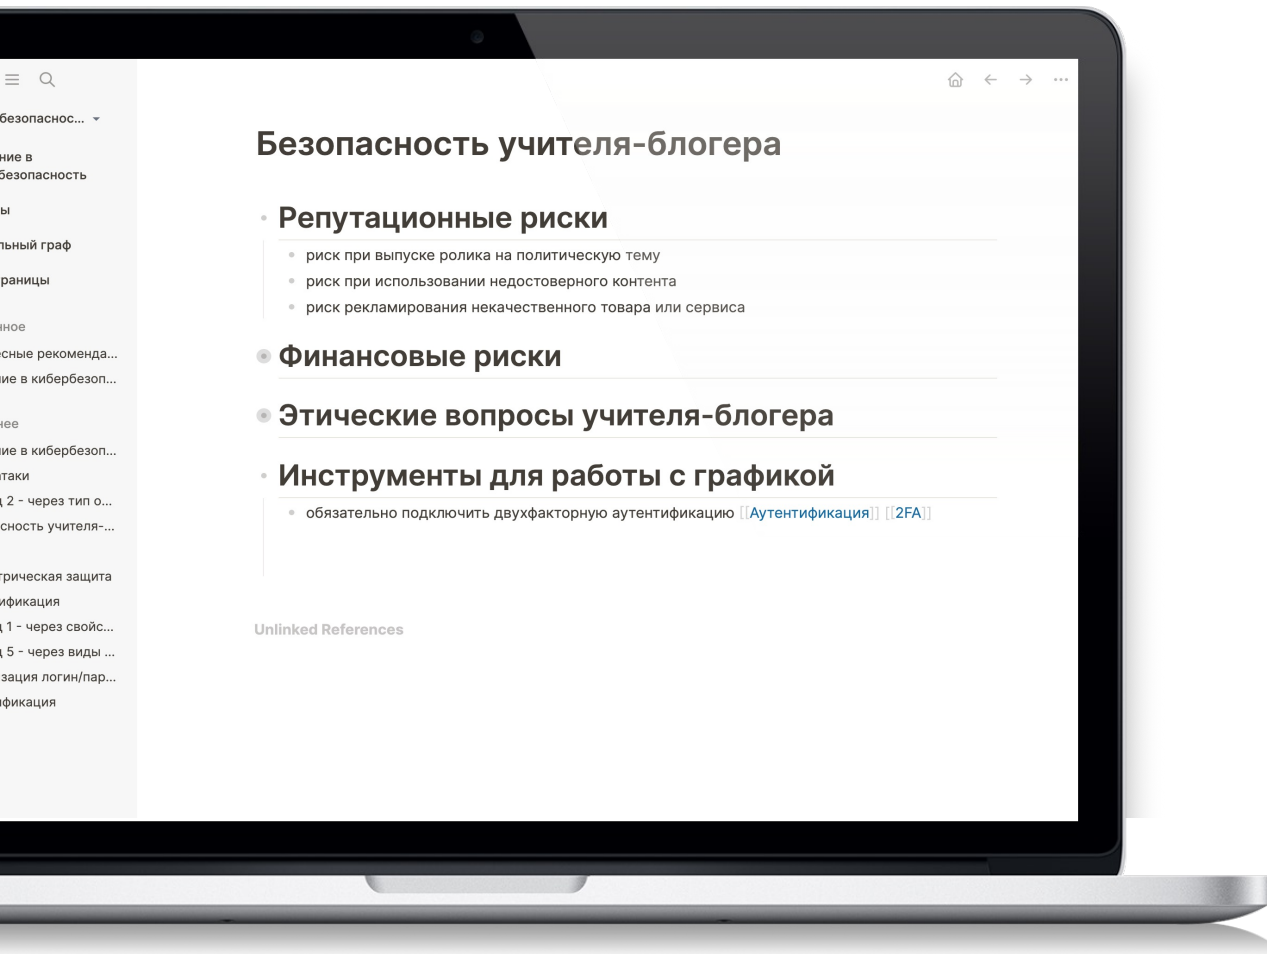 безопаснос...
ние в
безопасность
ы
льный граф
раницы
нное
есные рекоменда...
ие в кибербезоп...
нее
ие в кибербезоп...
таки
д 2 - через тип о...
сность учителя-...
трическая защита
ификация
д 1 - через свойс...
д 5 - через виды ...
зация логин/пар...
фикация
Безопасность учителя-блогера
Репутационные риски
риск при выпуске ролика на политическую тему
риск при использовании недостоверного контента
риск рекламирования некачественного товара или сервиса
Финансовые риски
Этические вопросы учителя-блогера
Инструменты для работы с графикой
обязательно подключить двухфакторную аутентификацию [[Аутентификация]] [[2FA]]
Unlinked References